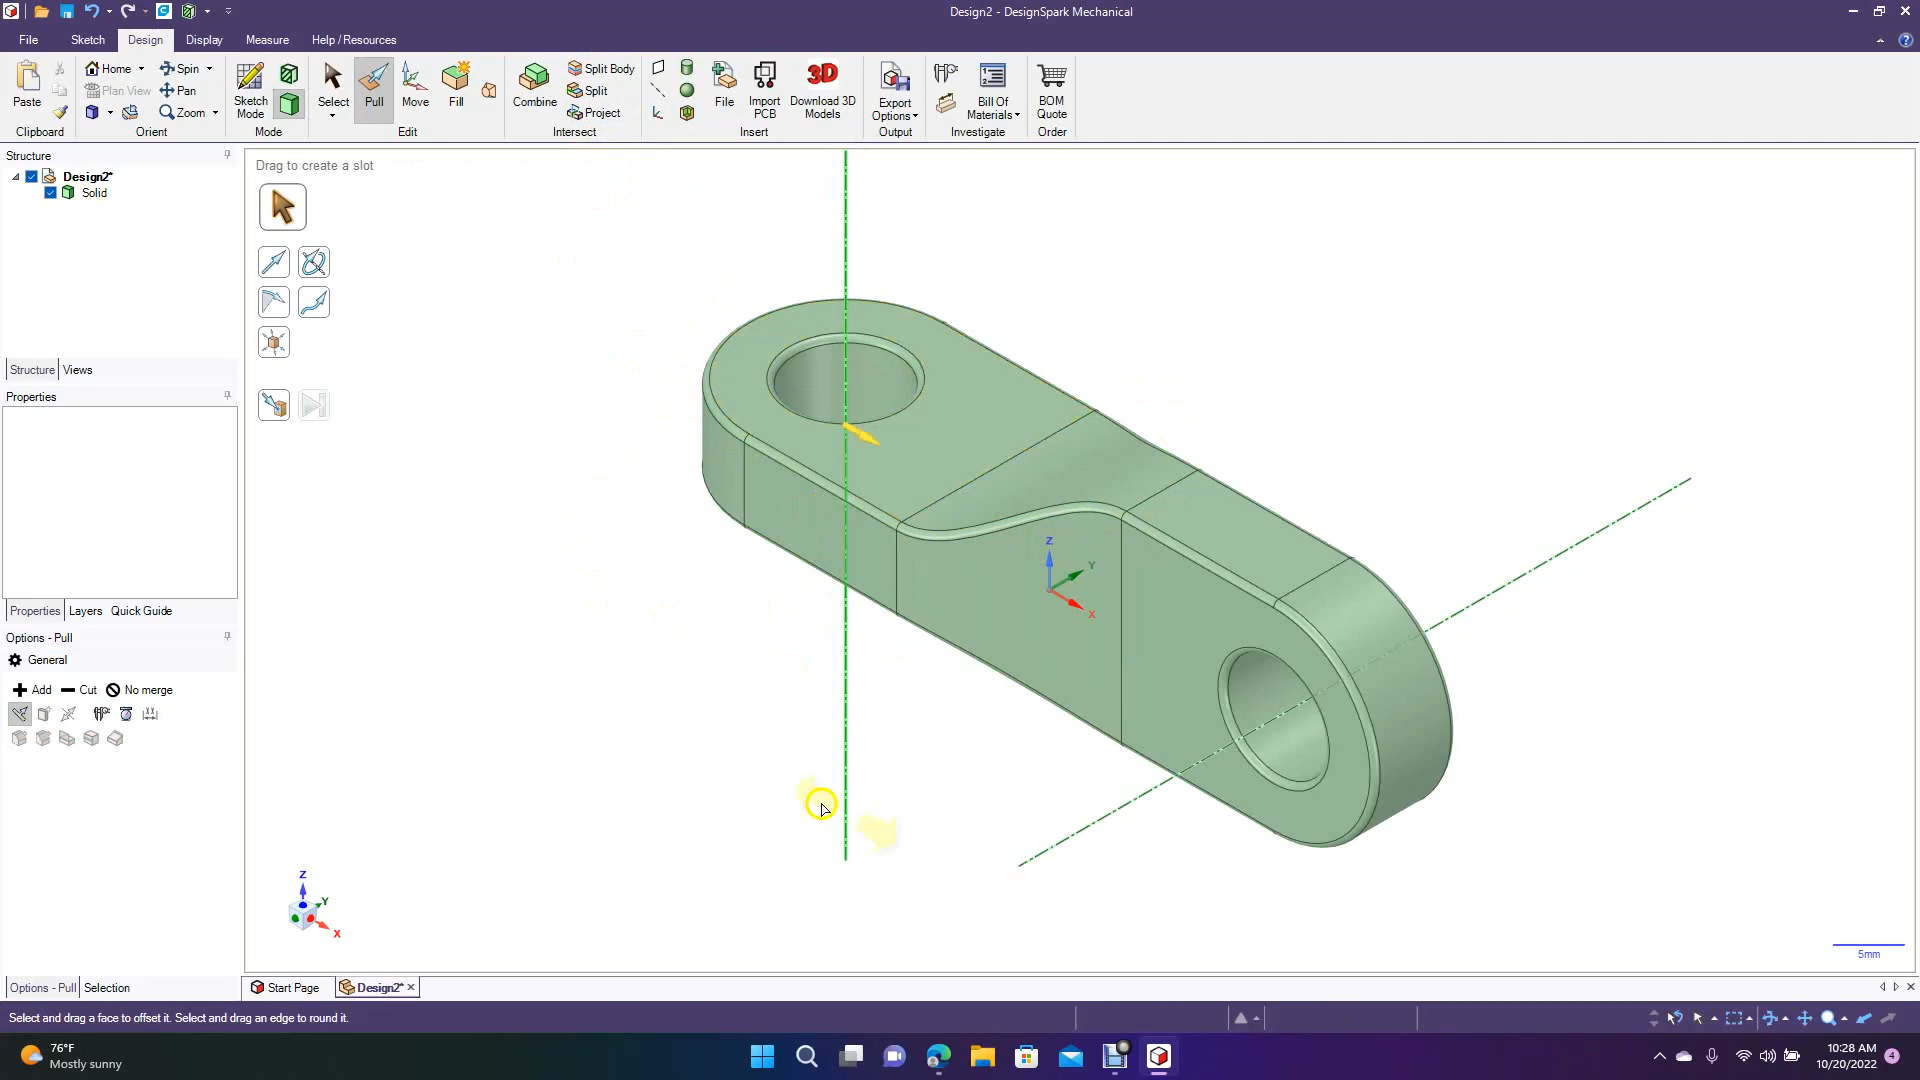 Design2 - DesignSpark Mechanical
File Sketch Design Display Measure Help / Resources
Paste
Clipboard
Home Spin
Plan View Pan
Zoom
Orient
Sketch Mode
Mode
Select Pull Move Fill
Edit
Combine
Split Body
Split
Project
Intersect
File
Import PCB
3D
Download 3D Models
Insert
Export Options
Output
Bill Of Materials
Investigate
BOM Quote
Order
Structure
Design2*
Solid
Structure Views
Properties
Properties Layers Quick Guide
Options - Pull
General
Add Cut No merge
Options - Pull Selection
Drag to create a slot
Z
Y
X
Z
Y
X
5mm
Start Page Design2*
Select and drag a face to offset it. Select and drag an edge to round it.
76°F
Mostly sunny
10:28 AM
10/20/2022
4